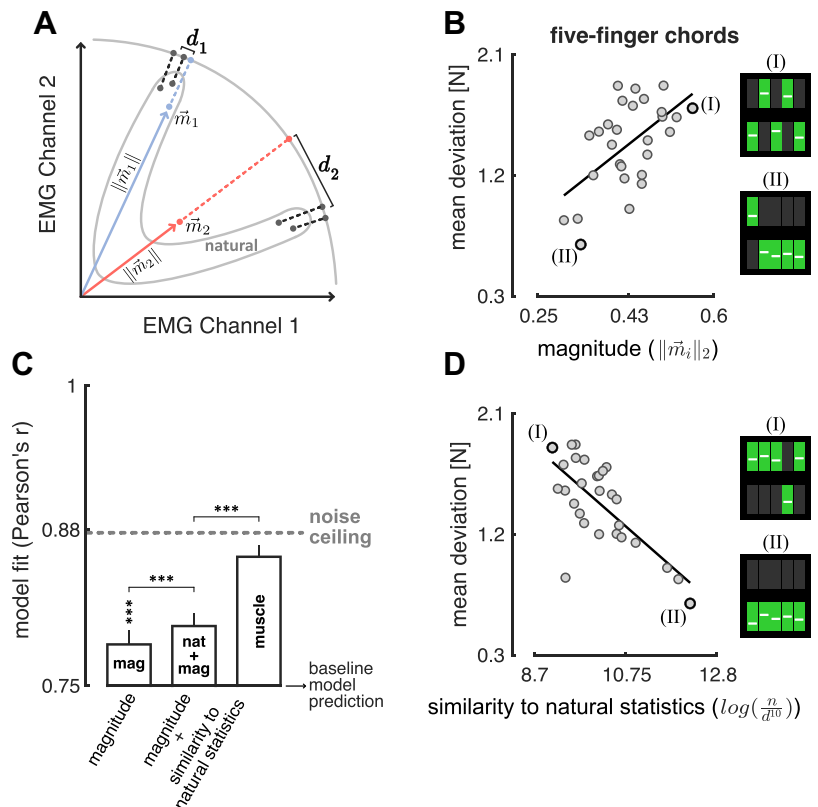 A
EMG Channel 2
EMG Channel 1
d₁
d₂
m⃗₁
m⃗₂
‖m⃗₁‖
‖m⃗₂‖
natural
B
five-finger chords
mean deviation [N]
2.1
1.2
0.3
0.25
0.43
0.6
magnitude (‖m⃗ᵢ‖₂)
(I)
(II)
(I)
(II)
C
model fit (Pearson's r)
1
0.88
0.75
noise
ceiling
***
***
***
mag
nat
+
mag
muscle
baseline
model
prediction
magnitude
magnitude
+
similarity to
natural statistics
D
mean deviation [N]
2.1
1.2
0.3
8.7
10.75
12.8
similarity to natural statistics (log(n/d¹⁰))
(I)
(II)
(I)
(II)